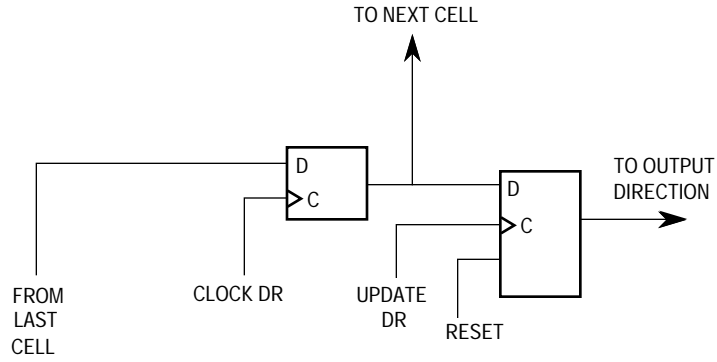 TO NEXT CELL
D
C
TO OUTPUT
DIRECTION
D
C
FROM
LAST
CELL
CLOCK DR
UPDATE
DR
RESET